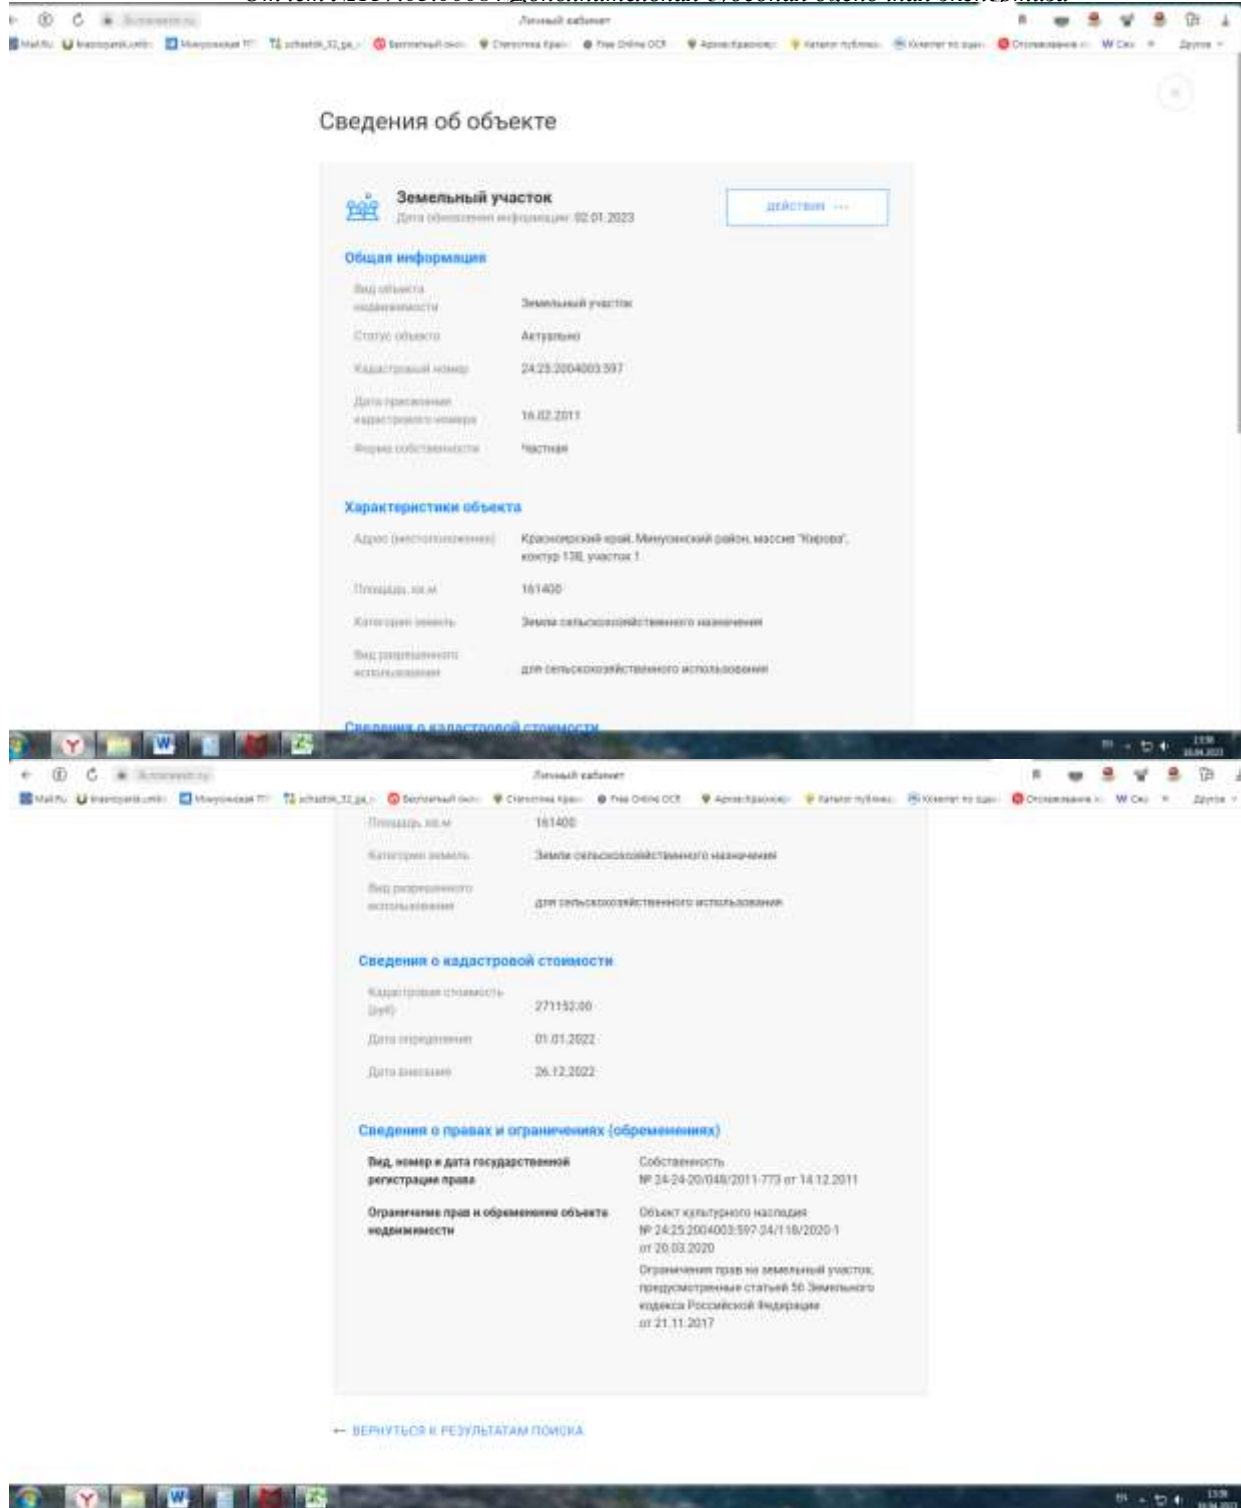 Личный кабинет
Free Online OCR
Сведения об объекте
Земельный участок
Дата обновления информации: 02.01.2023
ДЕЙСТВИЯ ...
Общая информация
Вид объекта
недвижимости
Земельный участок
Статус объекта Актуально
Кадастровый номер 24:25:2004003:597
Дата присвоения
кадастрового номера
16.02.2011
Форма собственности Частная
Характеристики объекта
Адрес (местоположение) Красноярский край, Минусинский район, массив "Кирова",
контур 138, участок 1
Площадь, кв.м 161400
Категория земель Земли сельскохозяйственного назначения
Вид разрешенного
использования
для сельскохозяйственного использования
Сведения о кадастровой стоимости
Личный кабинет
Free Online OCR
Площадь, кв.м 161400
Категория земель Земли сельскохозяйственного назначения
Вид разрешенного
использования
для сельскохозяйственного использования
Сведения о кадастровой стоимости
Кадастровая стоимость
(руб)
271152.00
Дата определения 01.01.2022
Дата внесения 26.12.2022
Сведения о правах и ограничениях (обременениях)
Вид, номер и дата государственной
регистрации права
Собственность
№ 24-24-20/048/2011-773 от 14.12.2011
Ограничение прав и обременение объекта
недвижимости
Объект культурного наследия
№ 24:25:2004003:597-24/118/2020-1
от 20.03.2020
Ограничения прав на земельный участок,
предусмотренные статьей 56 Земельного
кодекса Российской Федерации
от 21.11.2017
← ВЕРНУТЬСЯ К РЕЗУЛЬТАТАМ ПОИСКА